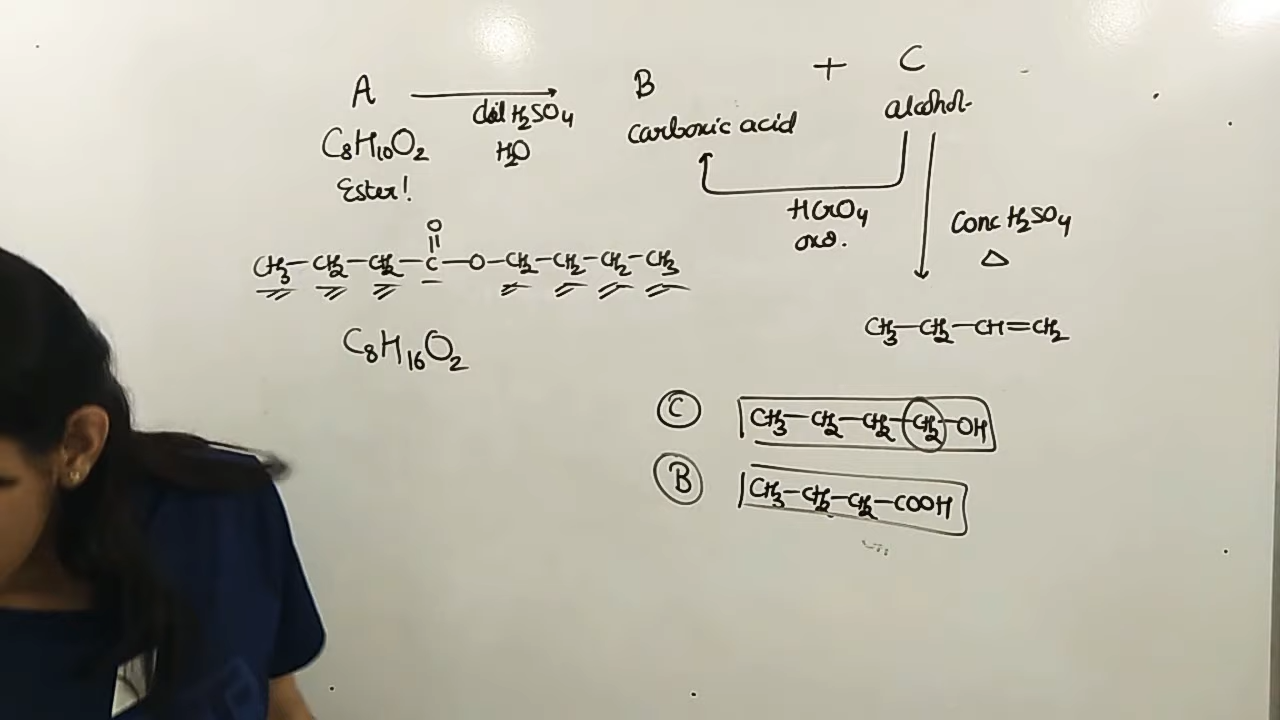 A dil H₂SO₄ H₂O B + C
C₈H₁₀O₂ carboxic acid alcohol
Ester!
HCrO₄
oxd.
Conc H₂SO₄
△
O
||
CH₃-CH₂-CH₂-C-O-CH₂-CH₂-CH₂-CH₃
CH₃-CH₂-CH=CH₂
C₈H₁₆O₂
C CH₃-CH₂-CH₂-CH₂-OH
B CH₃-CH₂-CH₂-COOH